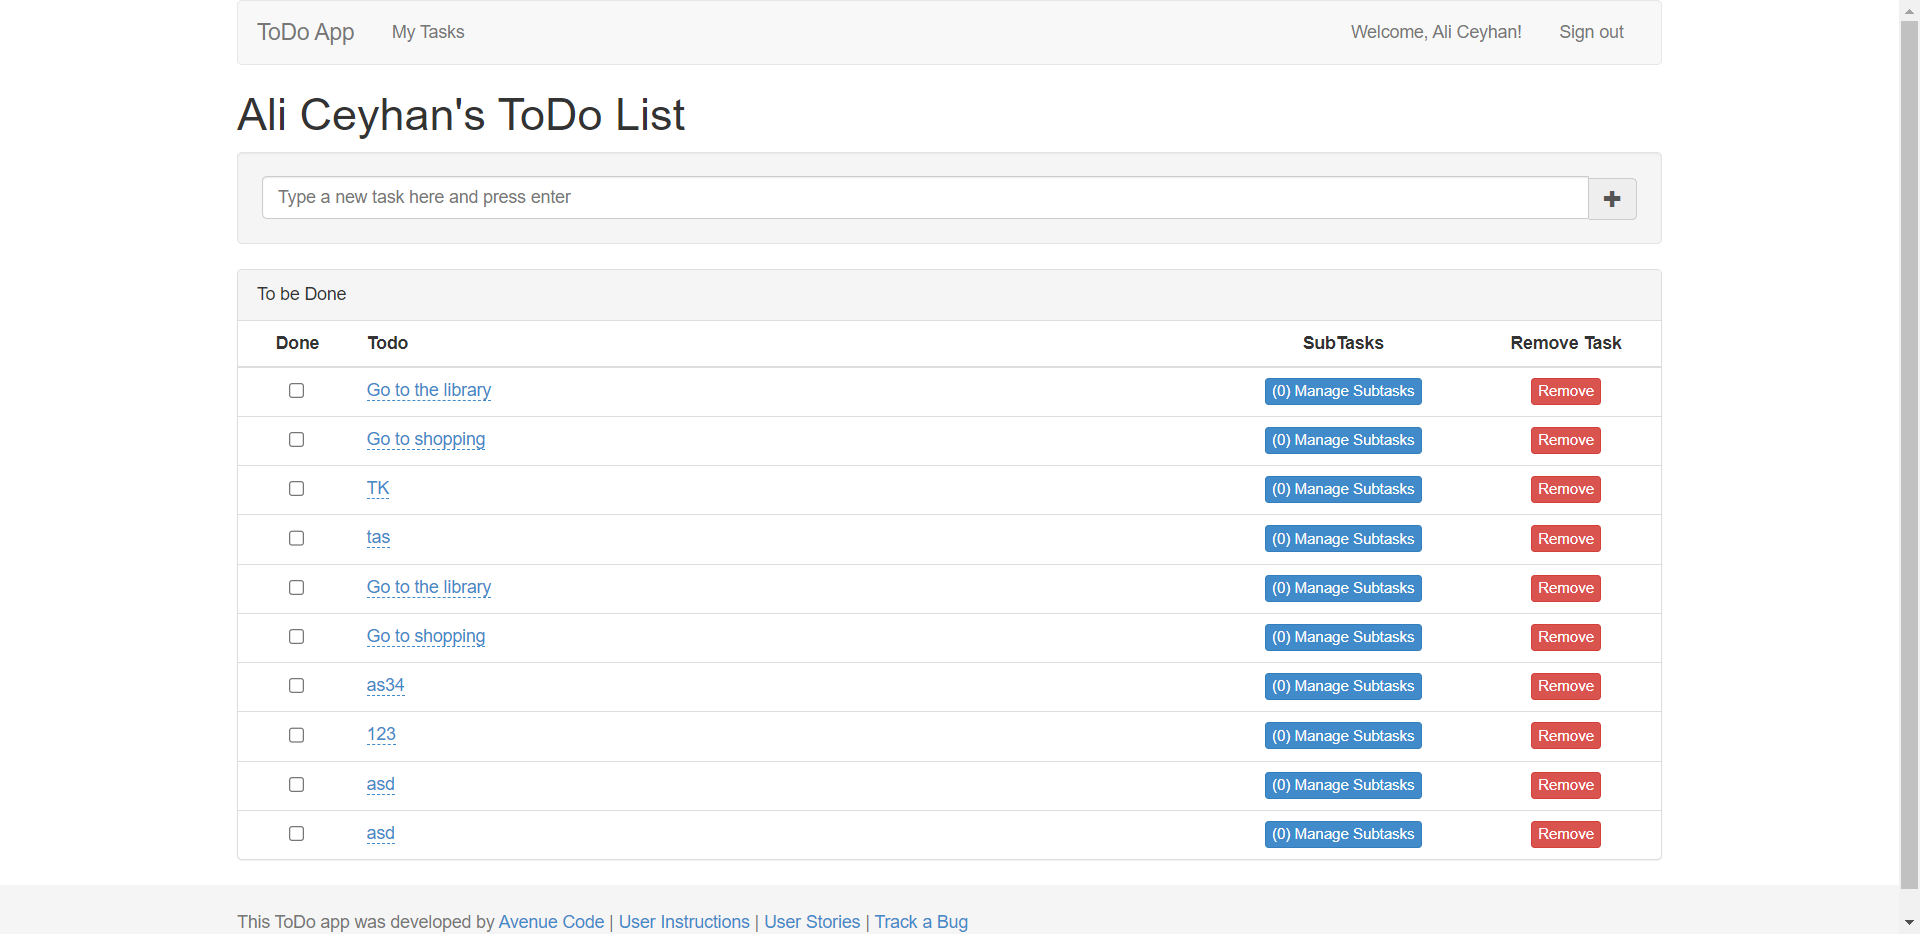 ToDo App My Tasks Welcome, Ali Ceyhan! Sign out
Ali Ceyhan's ToDo List
Type a new task here and press enter
To be Done
Done Todo SubTasks Remove Task
Go to the library (0) Manage Subtasks Remove
Go to shopping (0) Manage Subtasks Remove
TK (0) Manage Subtasks Remove
tas (0) Manage Subtasks Remove
Go to the library (0) Manage Subtasks Remove
Go to shopping (0) Manage Subtasks Remove
as34 (0) Manage Subtasks Remove
123 (0) Manage Subtasks Remove
asd (0) Manage Subtasks Remove
asd (0) Manage Subtasks Remove
This ToDo app was developed by Avenue Code | User Instructions | User Stories | Track a Bug